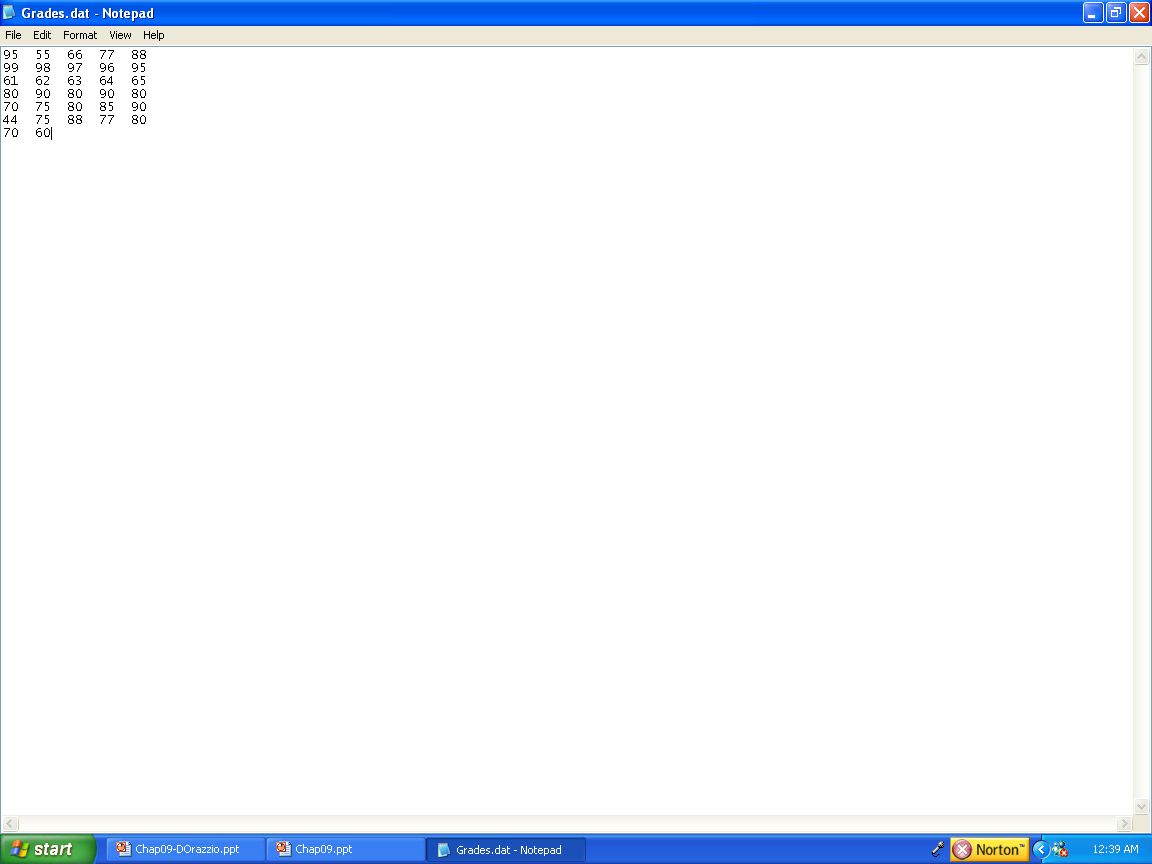 Grades.dat - Notepad
File Edit Format View Help
95 55 66 77 88
99 98 97 96 95
61 62 63 64 65
80 90 80 90 80
70 75 80 85 90
44 75 88 77 80
70 60
start Chap09-DOrazzio.ppt Chap09.ppt Grades.dat - Notepad Norton™ 12:39 AM